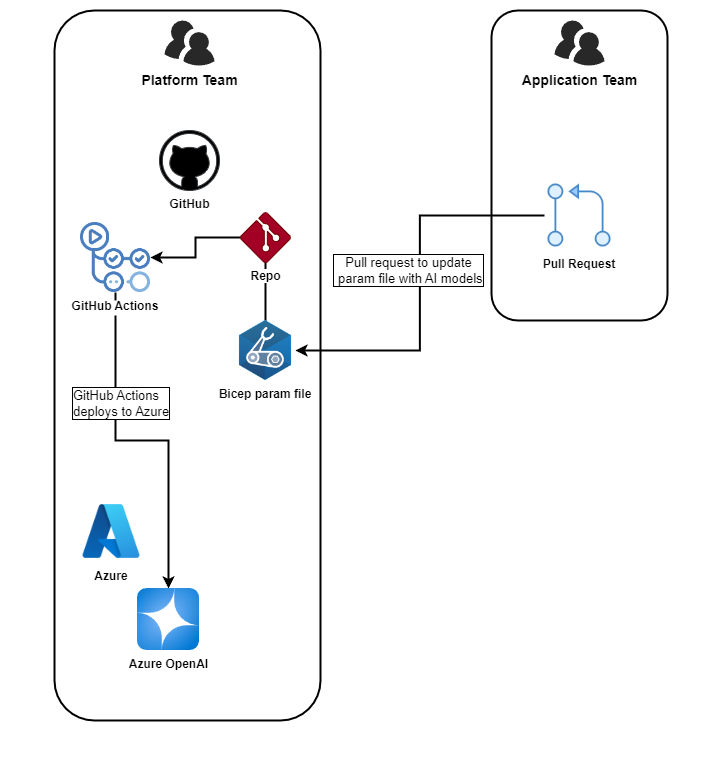 Platform Team
Application Team
GitHub
Repo
GitHub Actions
Pull Request
Pull request to update
param file with AI models
Bicep param file
GitHub Actions
deploys to Azure
Azure
Azure OpenAI